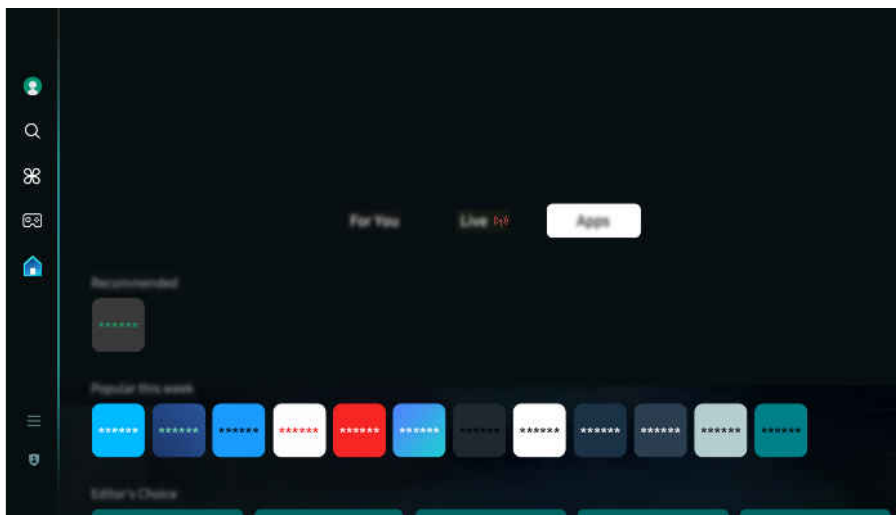 For You
Live
Apps
Recommended
******
Popular this week
****** ****** ****** ****** ****** ****** ****** ****** ****** ****** ****** ******
Editor's Choice